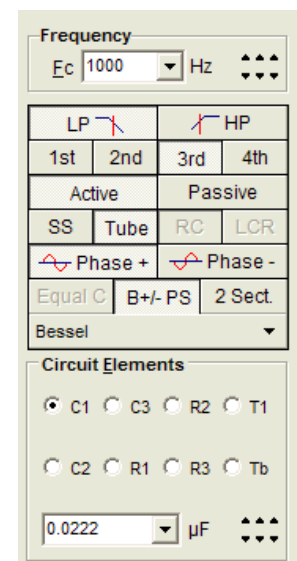 Frequency
Fc 1000 Hz
LP HP
1st 2nd 3rd 4th
Active Passive
SS Tube RC LCR
Phase + Phase -
Equal C B+/- PS 2 Sect.
Bessel
Circuit Elements
C1 C3 R2 T1
C2 R1 R3 Tb
0.0222 µF